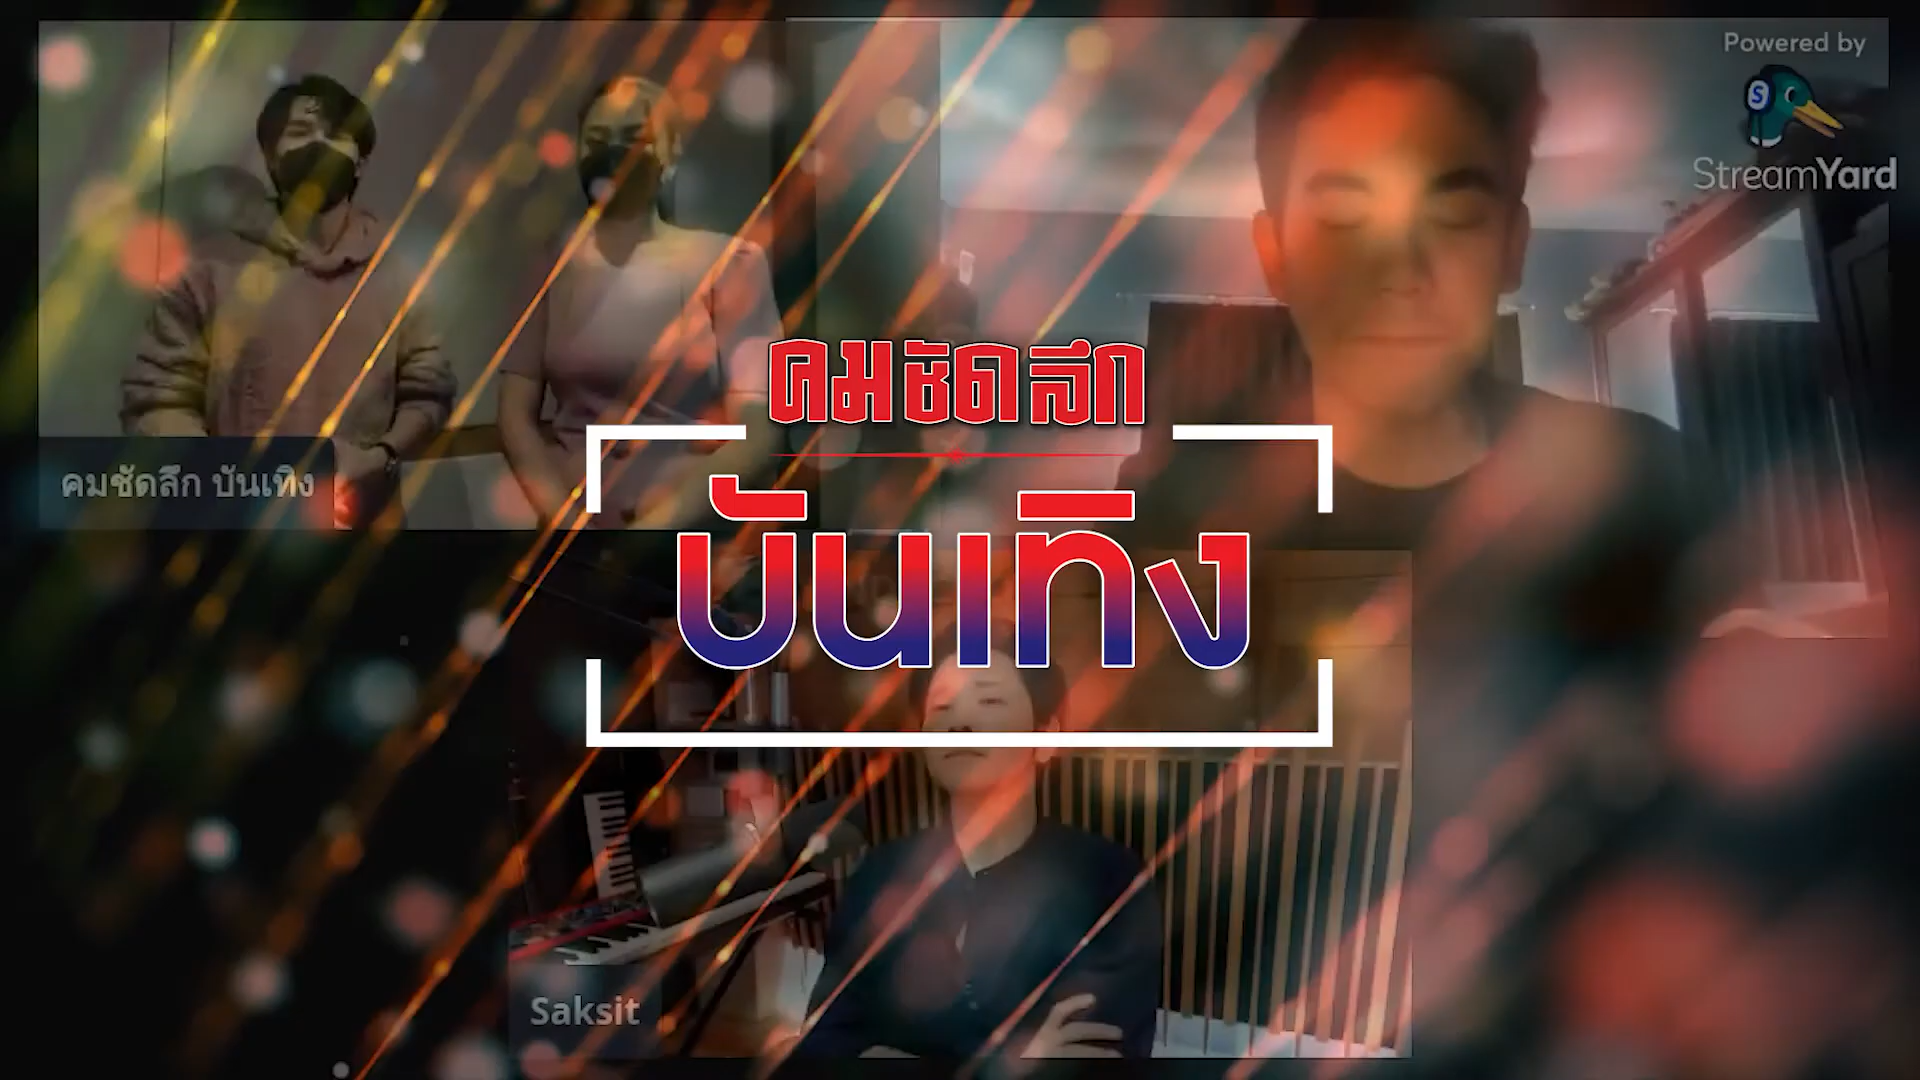 Powered by
S
StreamYard
คมชัดลึก
บันเทิง
คมชัดลึก บันเทิง
Saksit